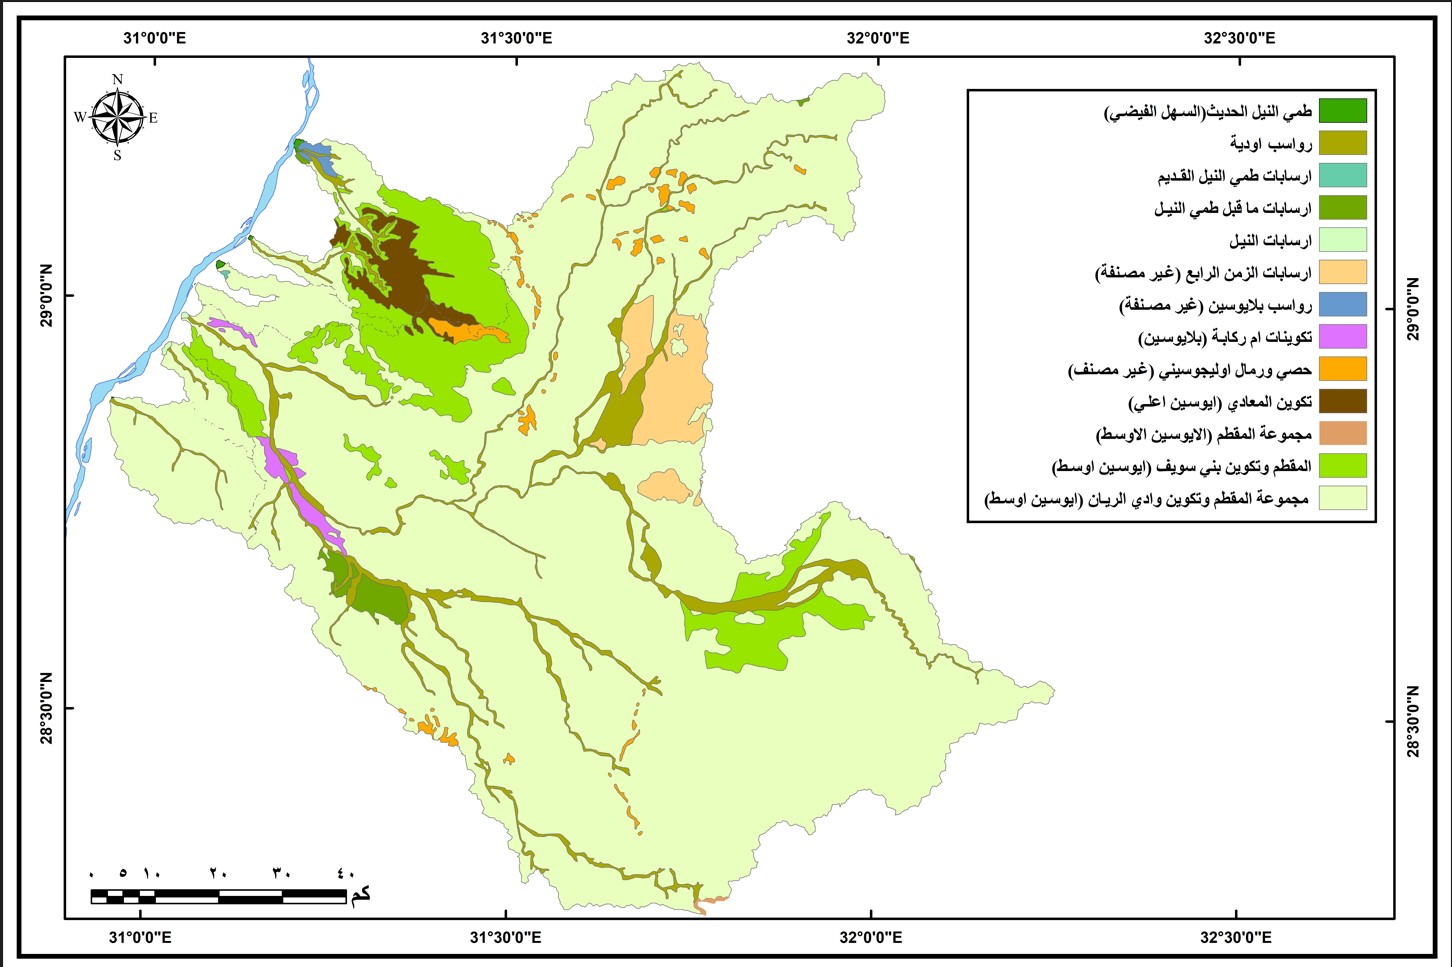 31°0'0"E 31°30'0"E 32°0'0"E 32°30'0"E
N
W E
S
طمي النيل الحديث(السهل الفيضي)
رواسب اودية
ارسابات طمي النيل القديم
ارسابات ما قبل طمي النيل
ارسابات النيل
ارسابات الزمن الرابع (غير مصنفة)
رواسب بلايوسين (غير مصنفة)
تكوينات ام ركابة (بلايوسين)
حصي ورمال اوليجوسيني (غير مصنف)
تكوين المعادي (ايوسين اعلي)
مجموعة المقطم (الايوسين الاوسط)
المقطم وتكوين بني سويف (ايوسين اوسط)
مجموعة المقطم وتكوين وادي الريان (ايوسين اوسط)
29°0'0"N 29°0'0"N
28°30'0"N 28°30'0"N
٠ 5 ١٠ ٢٠ ٣٠ ٤٠
كم
31°0'0"E 31°30'0"E 32°0'0"E 32°30'0"E